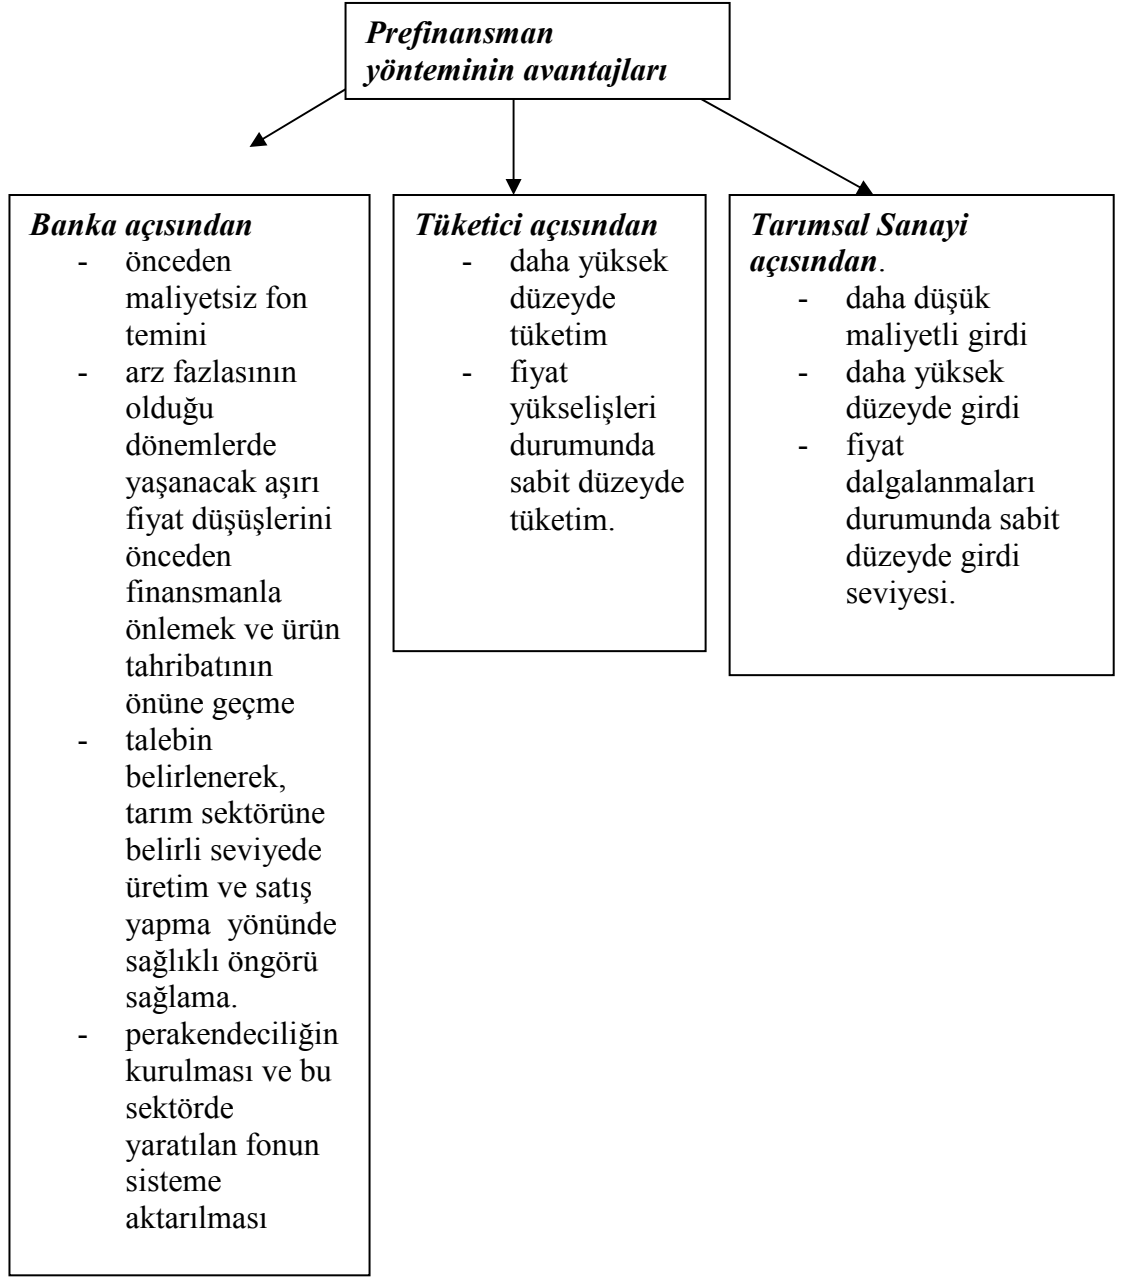 Prefinansman
yönteminin avantajları
Banka açısından
- önceden
maliyetsiz fon
temini
- arz fazlasının
olduğu
dönemlerde
yaşanacak aşırı
fiyat düşüşlerini
önceden
finansmanla
önlemek ve ürün
tahribatının
önüne geçme
- talebin
belirlenerek,
tarım sektörüne
belirli seviyede
üretim ve satış
yapma yönünde
sağlıklı öngörü
sağlama.
- perakendeciliğin
kurulması ve bu
sektörde
yaratılan fonun
sisteme
aktarılması
Tüketici açısından
- daha yüksek
düzeyde
tüketim
- fiyat
yükselişleri
durumunda
sabit düzeyde
tüketim.
Tarımsal Sanayi
açısından.
- daha düşük
maliyetli girdi
- daha yüksek
düzeyde girdi
- fiyat
dalgalanmaları
durumunda sabit
düzeyde girdi
seviyesi.